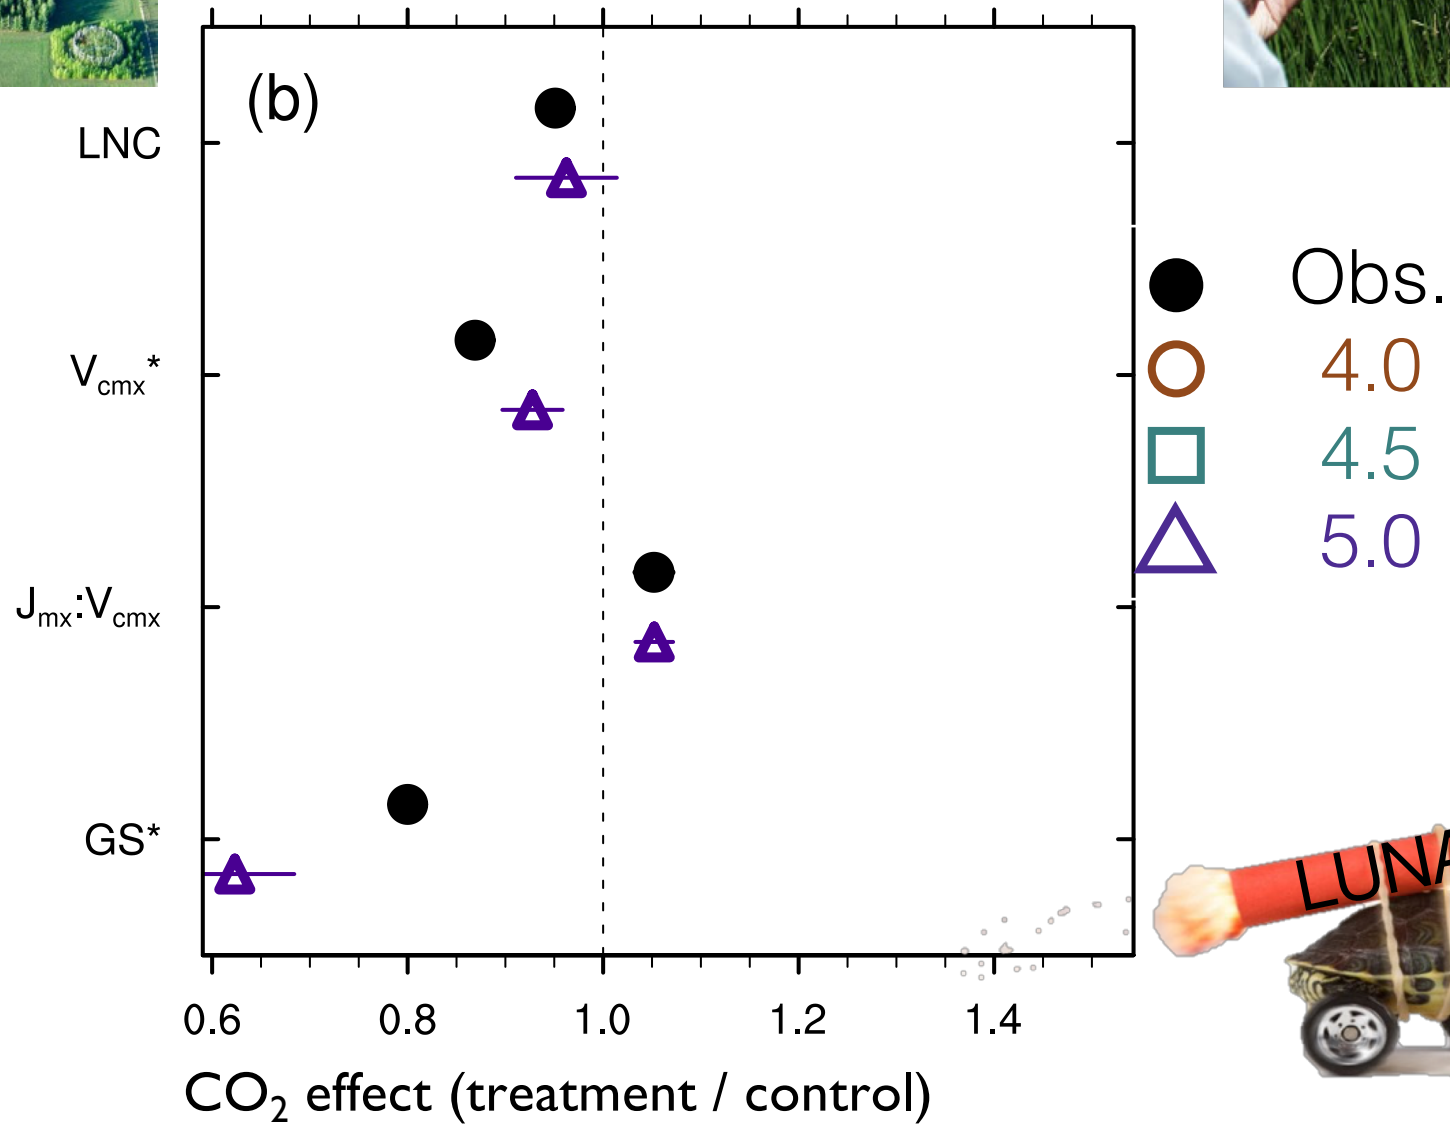 (b)
LNC
Vcmx*
Jmx:Vcmx
GS*
0.6 0.8 1.0 1.2 1.4
CO2 effect (treatment / control)
Obs.
4.0
4.5
5.0
LUNA